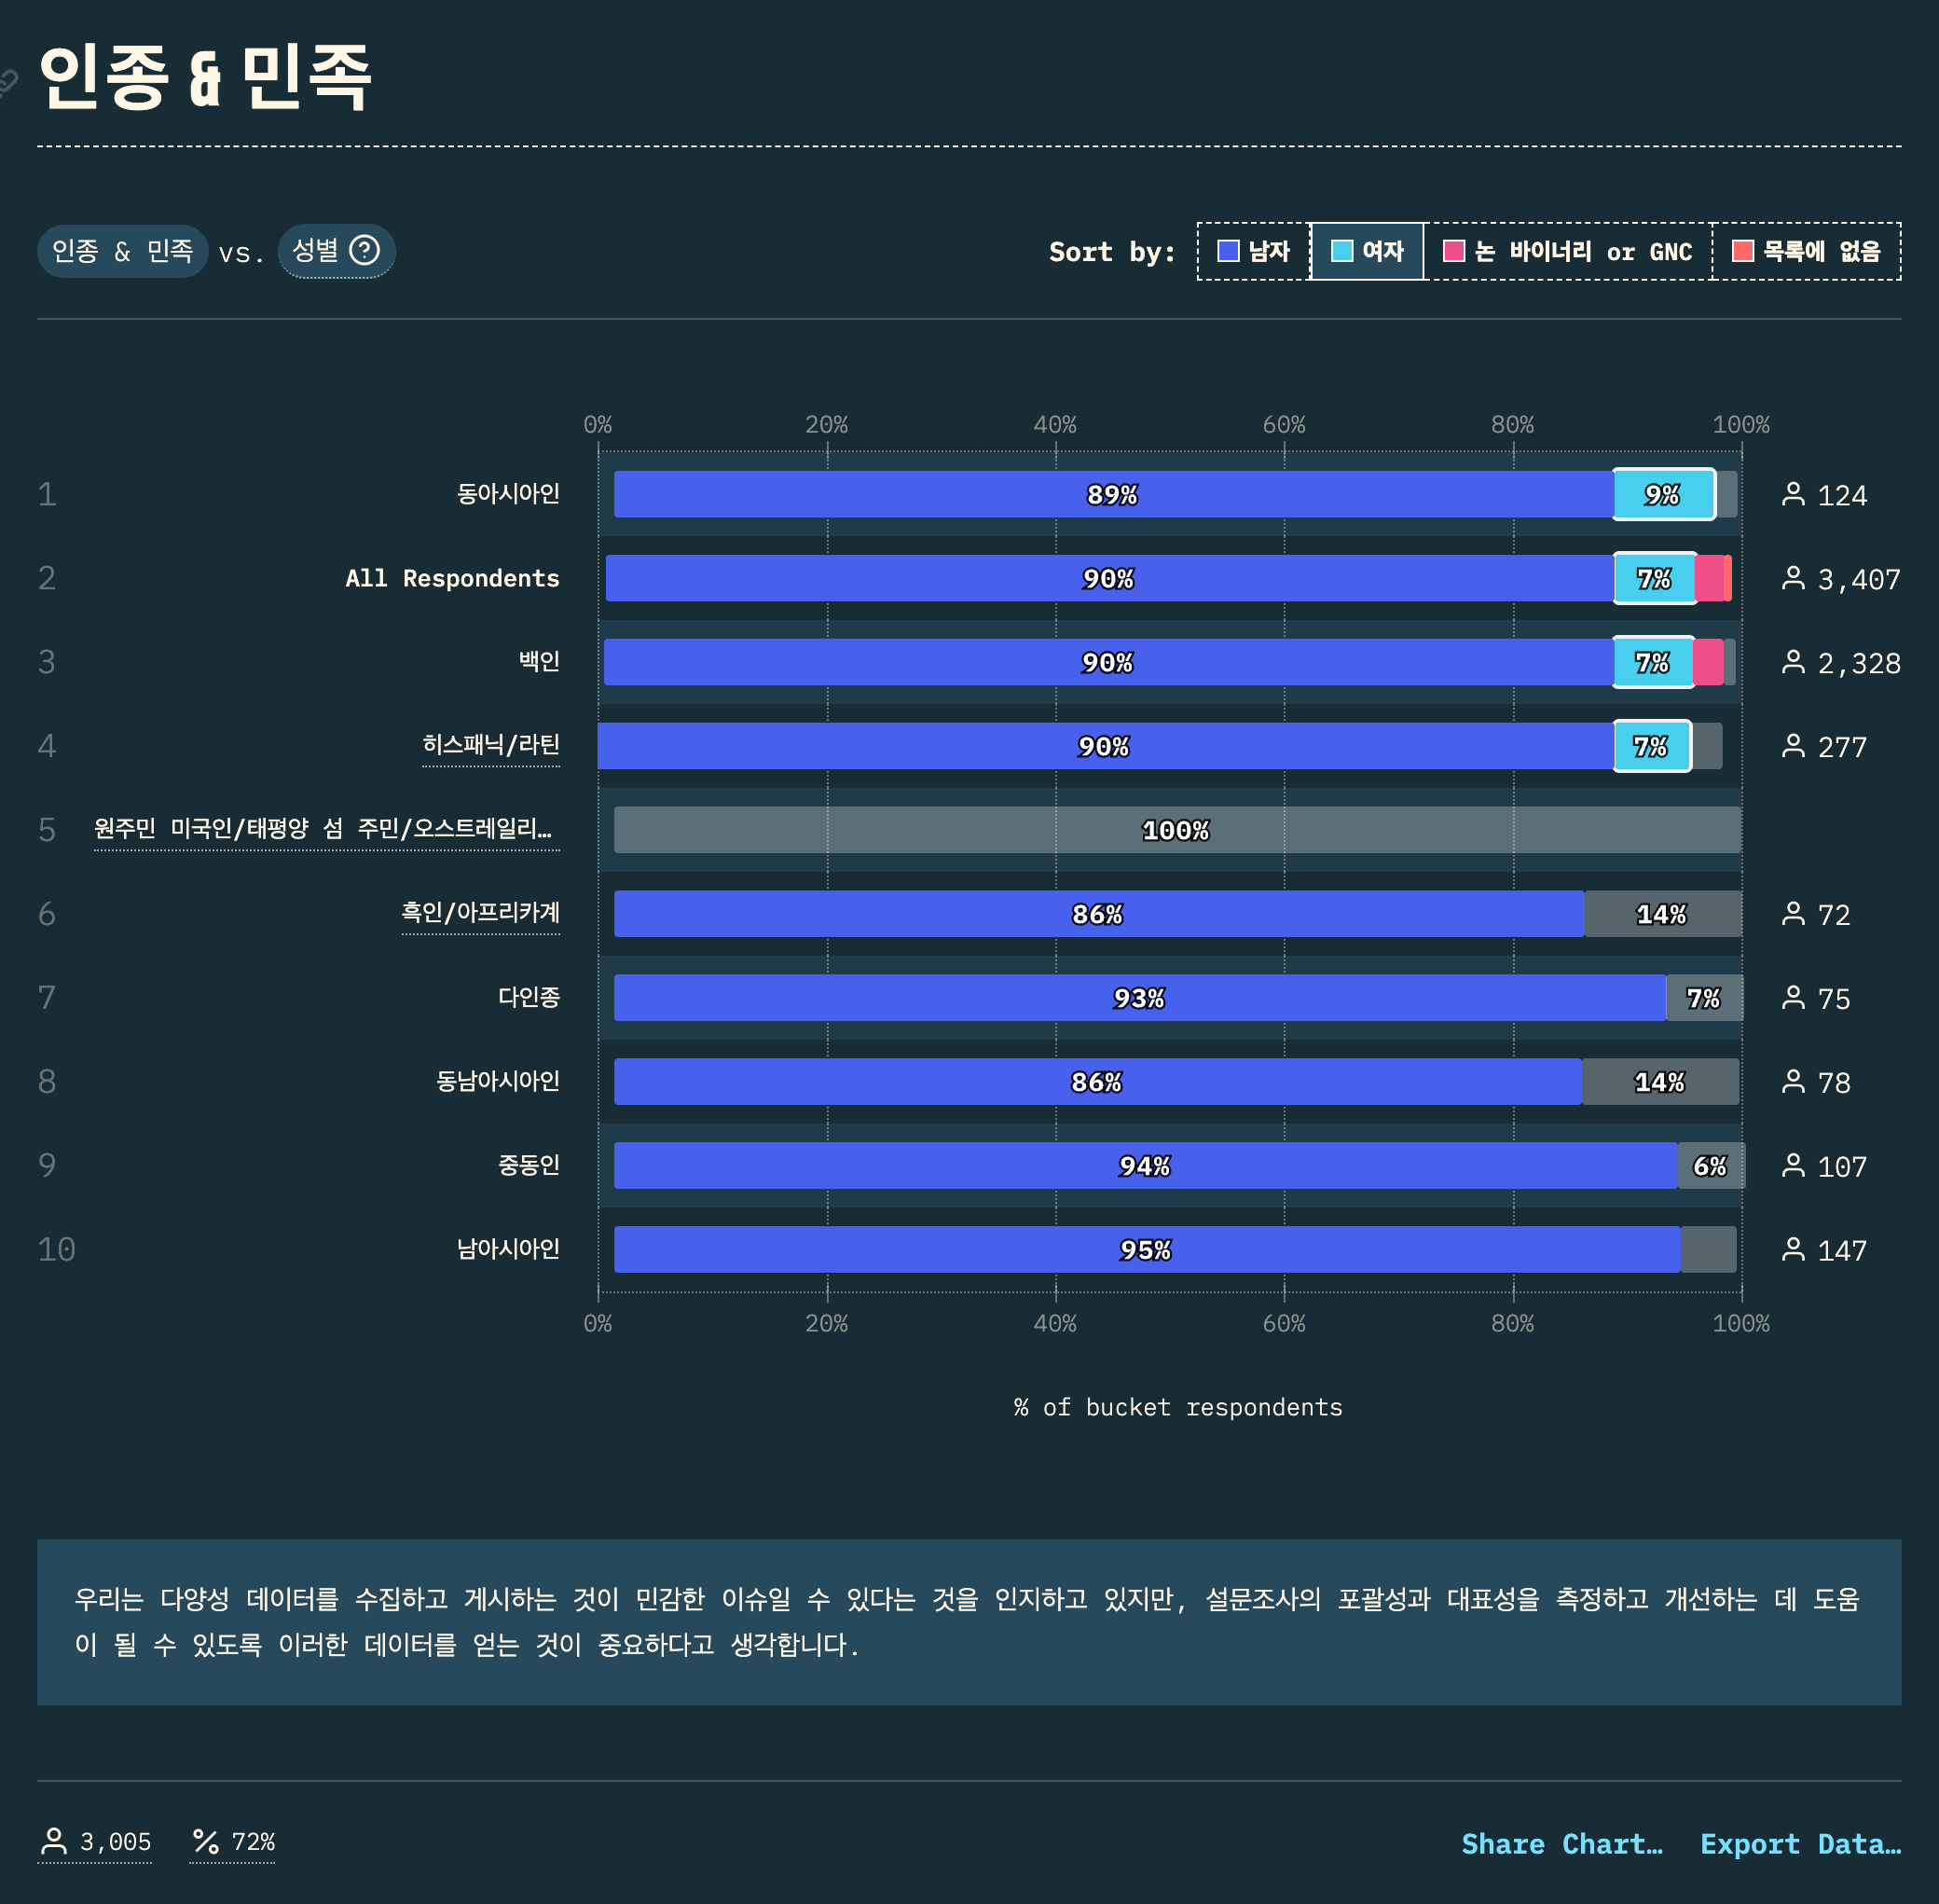 인종 & 민족
인종 & 민족 vs. 성별 ?
Sort by: 남자 여자 논 바이너리 or GNC 목록에 없음
0% 20% 40% 60% 80% 100%
1 동아시아인 89% 9% 124
2 All Respondents 90% 7% 3,407
3 백인 90% 7% 2,328
4 히스패닉/라틴 90% 7% 277
5 원주민 미국인/태평양 섬 주민/오스트레일리… 100%
6 흑인/아프리카계 86% 14% 72
7 다인종 93% 7% 75
8 동남아시아인 86% 14% 78
9 중동인 94% 6% 107
10 남아시아인 95% 147
0% 20% 40% 60% 80% 100%
% of bucket respondents
우리는 다양성 데이터를 수집하고 게시하는 것이 민감한 이슈일 수 있다는 것을 인지하고 있지만, 설문조사의 포괄성과 대표성을 측정하고 개선하는 데 도움
이 될 수 있도록 이러한 데이터를 얻는 것이 중요하다고 생각합니다.
3,005 % 72% Share Chart… Export Data…